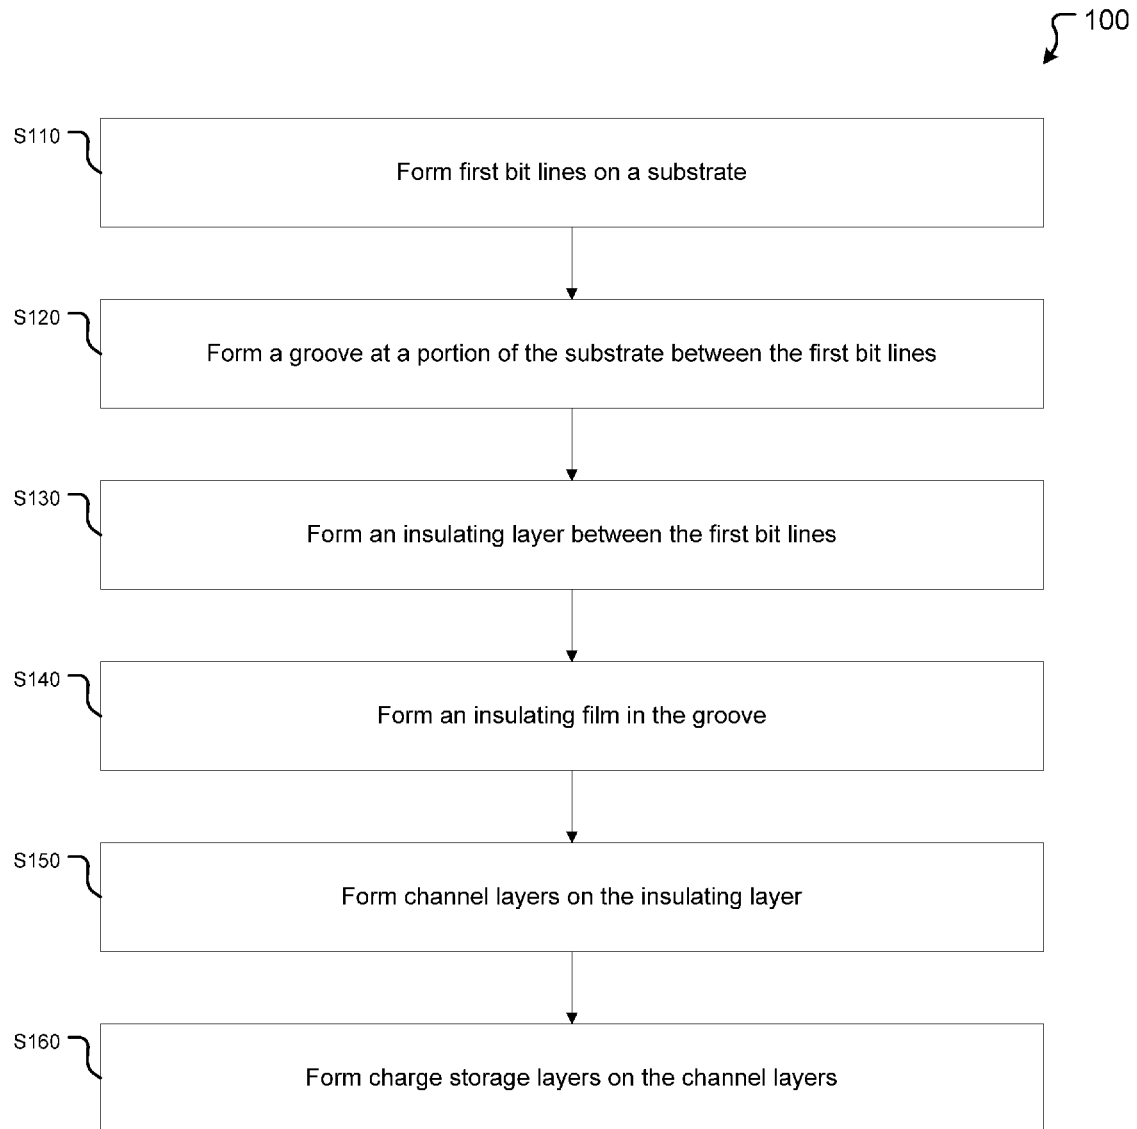 100
S110
Form first bit lines on a substrate
S120
Form a groove at a portion of the substrate between the first bit lines
S130
Form an insulating layer between the first bit lines
S140
Form an insulating film in the groove
S150
Form channel layers on the insulating layer
S160
Form charge storage layers on the channel layers